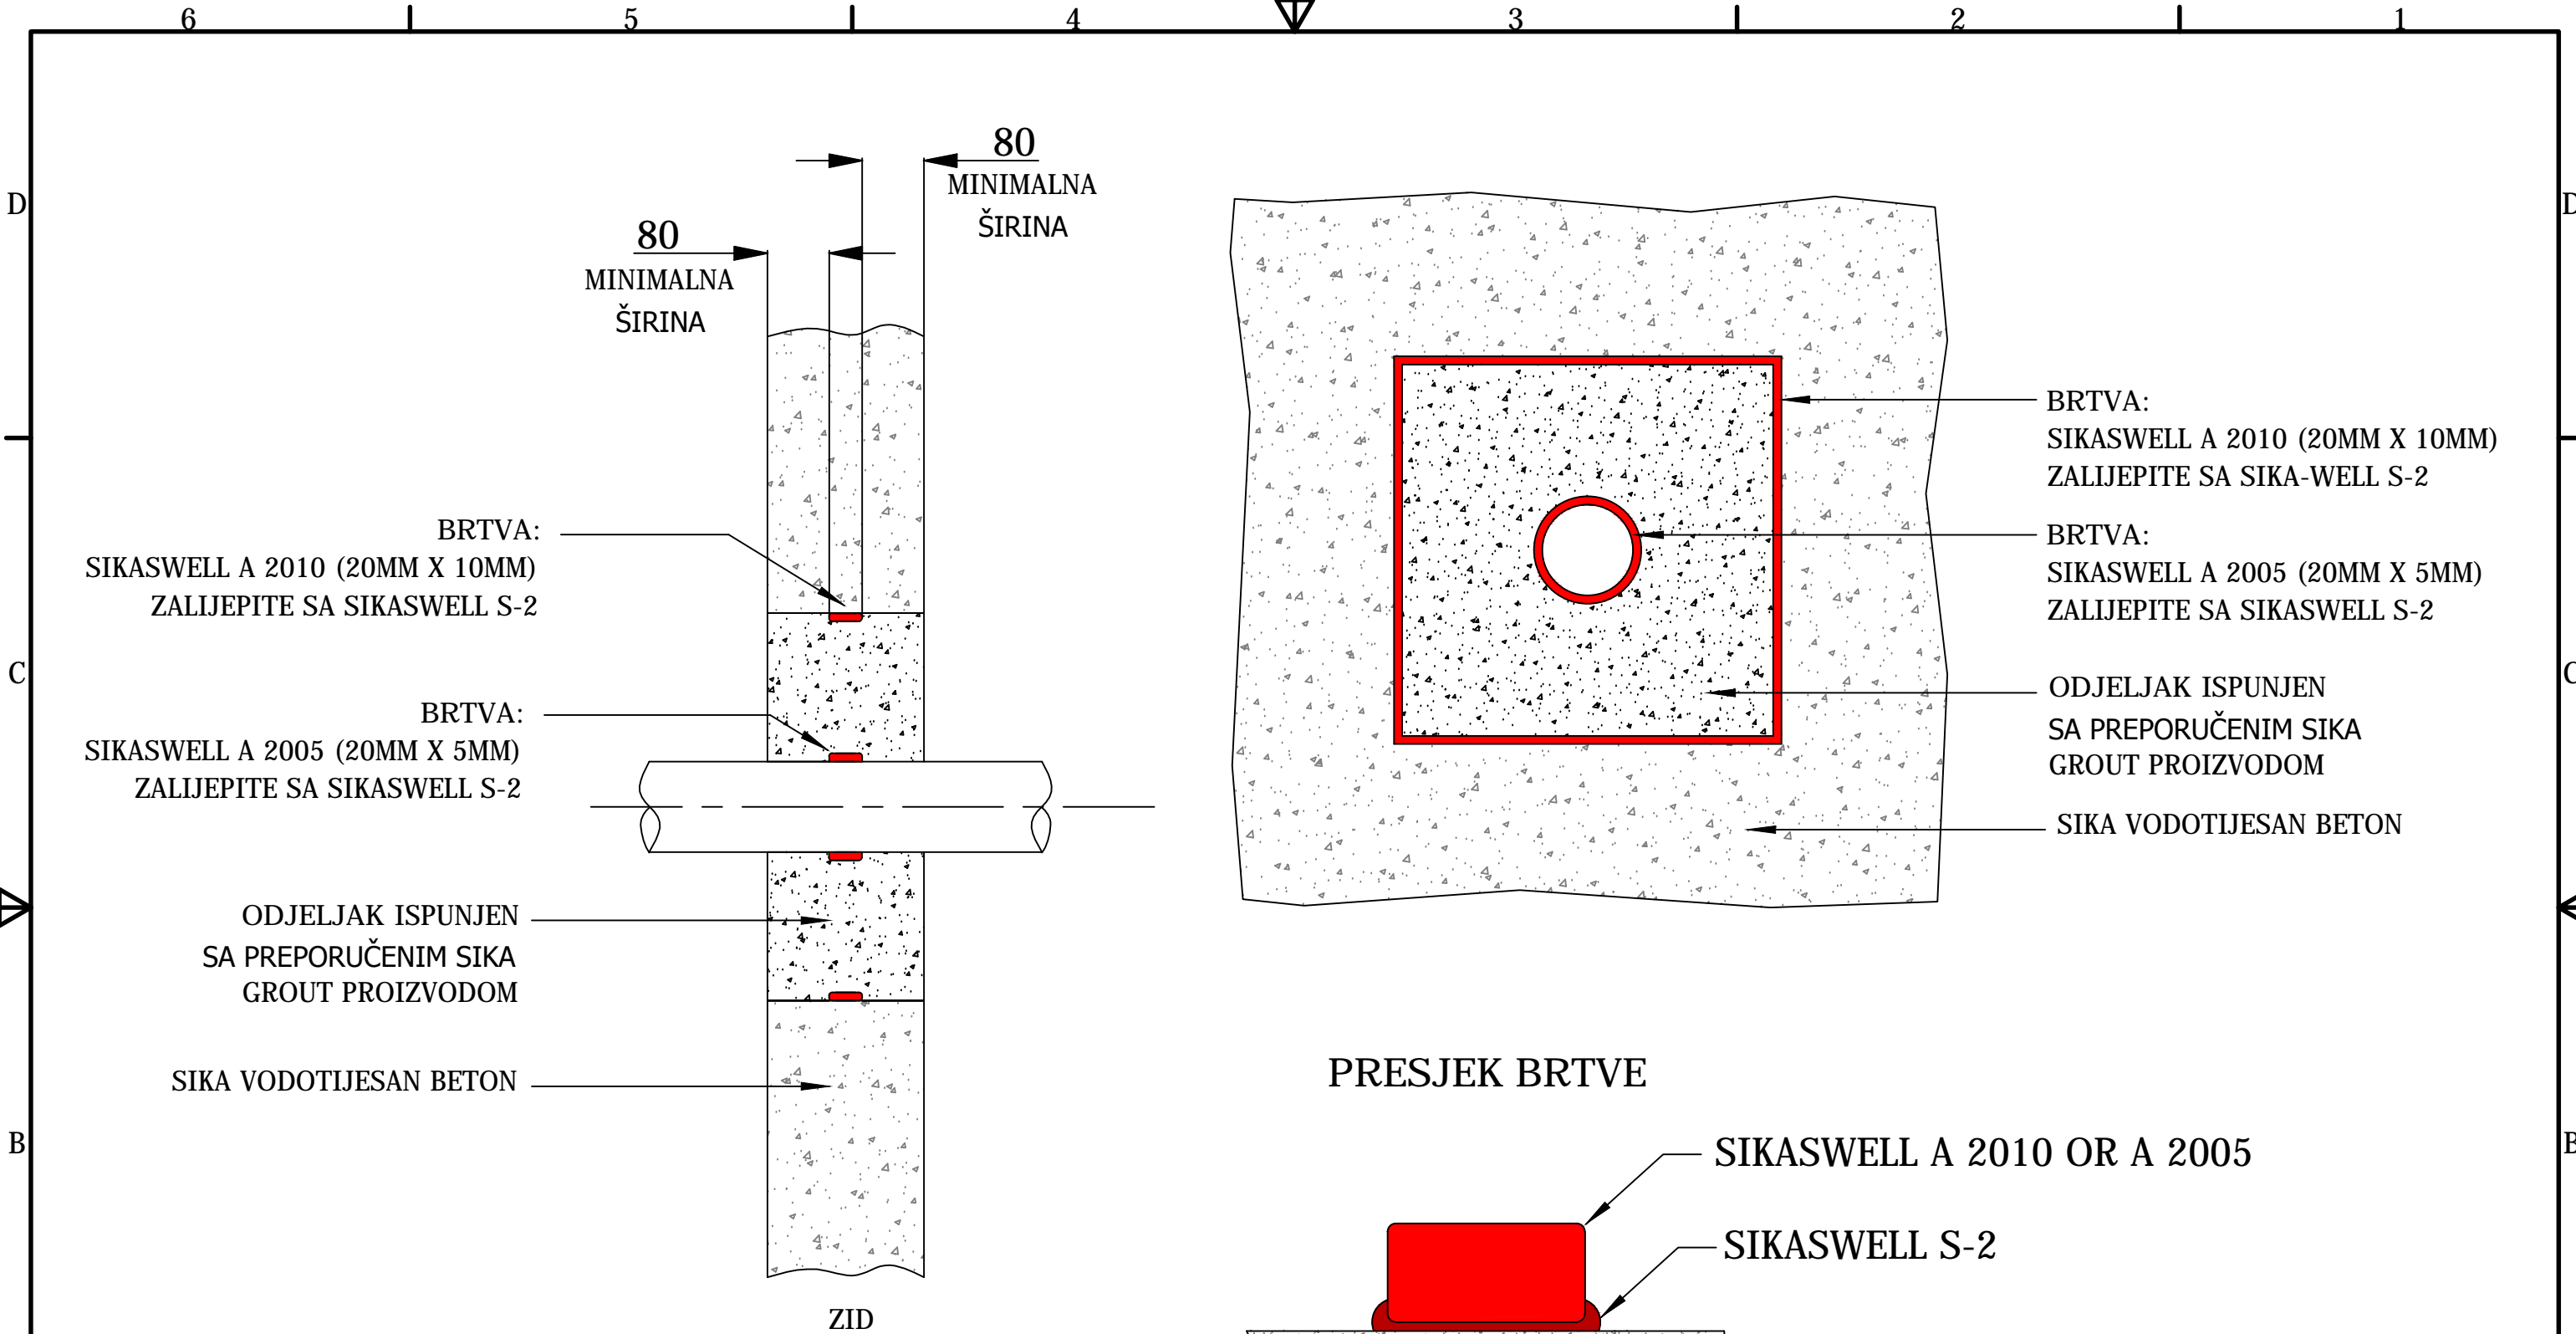 6 5 4 3 2 1
D D
80
MINIMALNA
ŠIRINA
80
MINIMALNA
ŠIRINA
BRTVA:
SIKASWELL A 2010 (20MM X 10MM)
ZALIJEPITE SA SIKASWELL S-2
BRTVA:
SIKASWELL A 2005 (20MM X 5MM)
ZALIJEPITE SA SIKASWELL S-2
ODJELJAK ISPUNJEN
SA PREPORUČENIM SIKA
GROUT PROIZVODOM
SIKA VODOTIJESAN BETON
ZID
BRTVA:
SIKASWELL A 2010 (20MM X 10MM)
ZALIJEPITE SA SIKA-WELL S-2
BRTVA:
SIKASWELL A 2005 (20MM X 5MM)
ZALIJEPITE SA SIKASWELL S-2
ODJELJAK ISPUNJEN
SA PREPORUČENIM SIKA
GROUT PROIZVODOM
SIKA VODOTIJESAN BETON
C C
PRESJEK BRTVE
B B
SIKASWELL A 2010 OR A 2005
SIKASWELL S-2